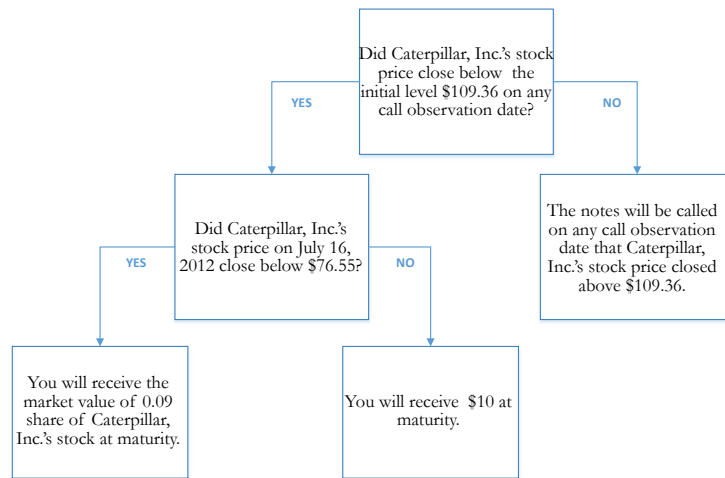 Did Caterpillar, Inc.'s stock
price close below the
initial level $109.36 on any
call observation date?
YES
NO
Did Caterpillar, Inc.'s
stock price on July 16,
2012 close below $76.55?
The notes will be called
on any call observation
date that Caterpillar,
Inc.'s stock price closed
above $109.36.
YES
NO
You will receive the
market value of 0.09
share of Caterpillar,
Inc.'s stock at maturity.
You will receive $10 at
maturity.